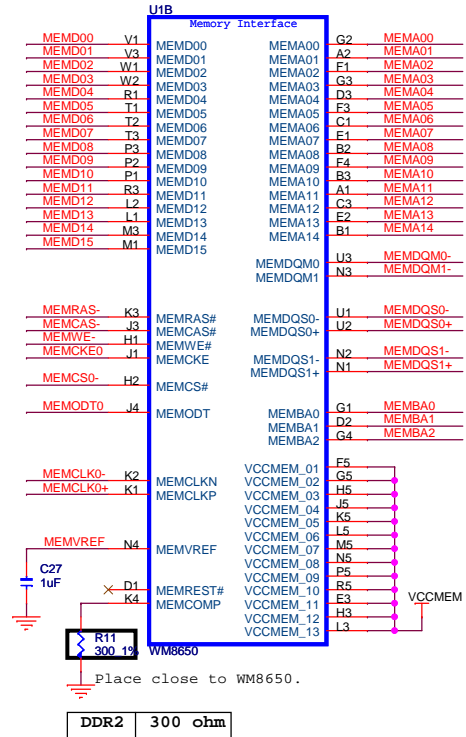 U1B
Memory Interface
MEMD00 V1 MEMD00 MEMA00 G2 MEMA00
MEMD01 V3 MEMD01 MEMA01 A2 MEMA01
MEMD02 W1 MEMD02 MEMA02 F1 MEMA02
MEMD03 W2 MEMD03 MEMA03 G3 MEMA03
MEMD04 R1 MEMD04 MEMA04 D3 MEMA04
MEMD05 T1 MEMD05 MEMA05 F3 MEMA05
MEMD06 T2 MEMD06 MEMA06 C1 MEMA06
MEMD07 T3 MEMD07 MEMA07 E1 MEMA07
MEMD08 P3 MEMD08 MEMA08 B2 MEMA08
MEMD09 P2 MEMD09 MEMA09 F4 MEMA09
MEMD10 P1 MEMD10 MEMA10 B3 MEMA10
MEMD11 R3 MEMD11 MEMA11 A1 MEMA11
MEMD12 L2 MEMD12 MEMA12 C3 MEMA12
MEMD13 L1 MEMD13 MEMA13 E2 MEMA13
MEMD14 M3 MEMD14 MEMA14 B1 MEMA14
MEMD15 M1 MEMD15
MEMDQM0 U3 MEMDQM0-
MEMDQM1 N3 MEMDQM1-
MEMRAS- K3 MEMRAS# MEMDQS0- U1 MEMDQS0-
MEMCAS- J3 MEMCAS# MEMDQS0+ U2 MEMDQS0+
MEMWE- H1 MEMWE#
MEMCKE0 J1 MEMCKE MEMDQS1- N2 MEMDQS1-
MEMDQS1+ N1 MEMDQS1+
MEMCS0- H2 MEMCS#
MEMODT0 J4 MEMODT MEMBA0 G1 MEMBA0
MEMBA1 D2 MEMBA1
MEMBA2 G4 MEMBA2
VCCMEM_01 F5
MEMCLK0- K2 MEMCLKN VCCMEM_02 G5
MEMCLK0+ K1 MEMCLKP VCCMEM_03 H5
VCCMEM_04 J5
VCCMEM_05 K5
VCCMEM_06 L5
MEMVREF N4 MEMVREF VCCMEM_07 M5
VCCMEM_08 N5
VCCMEM_09 P5
C27 D1 MEMREST# VCCMEM_10 R5
1uF K4 MEMCOMP VCCMEM_11 E3 VCCMEM
VCCMEM_12 H3
VCCMEM_13 L3
R11
300 1% WM8650
Place close to WM8650.
DDR2 300 ohm